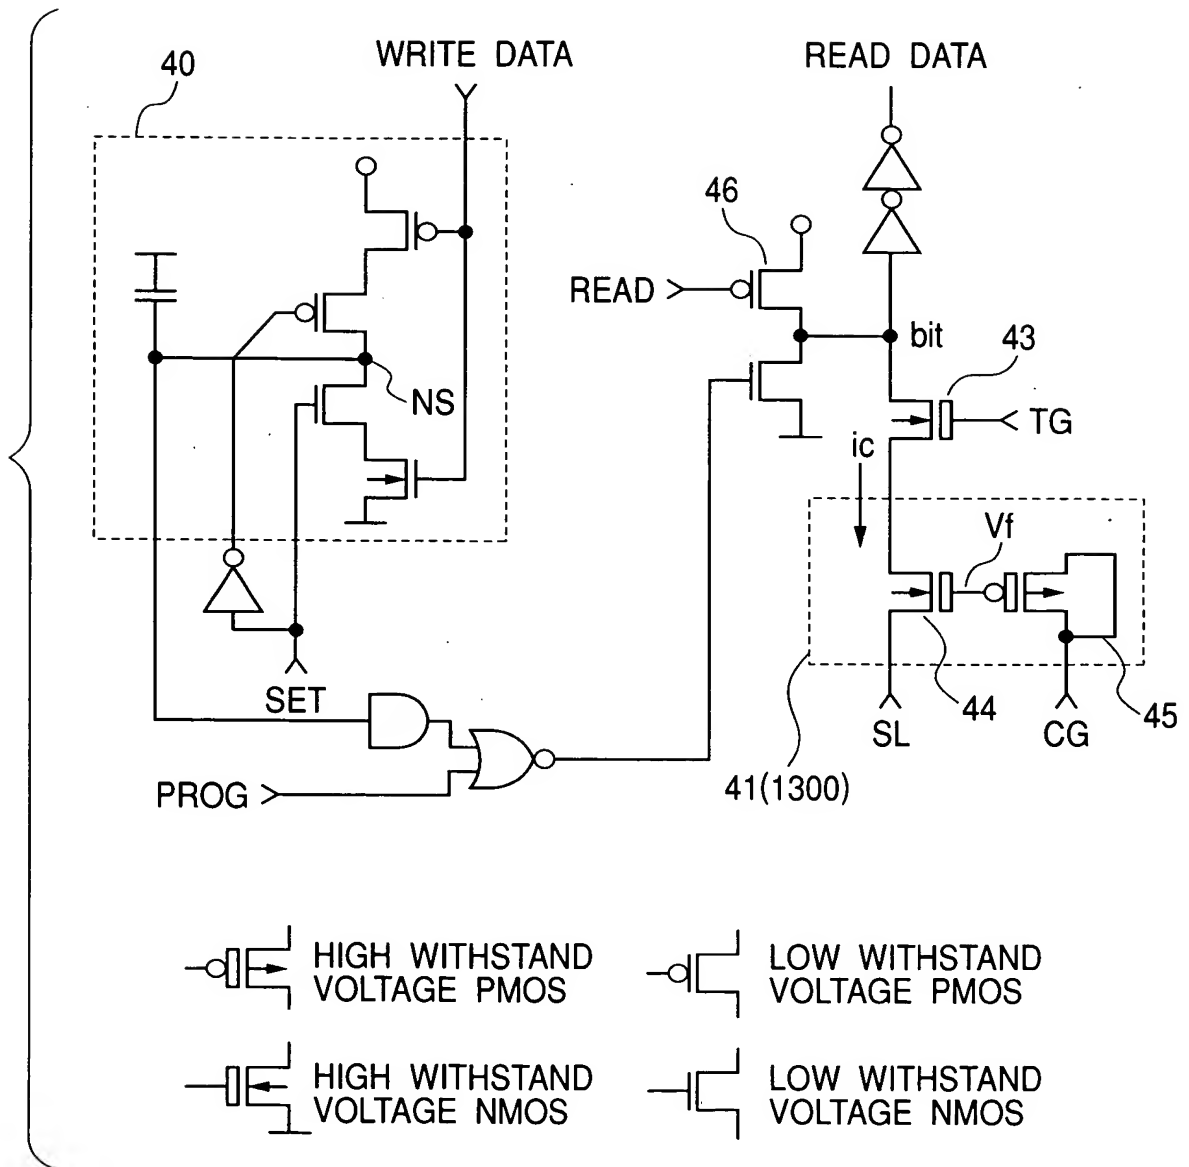 40
WRITE DATA
READ DATA
46
READ
bit
43
NS
TG
ic
Vf
SET
SL
44
CG
45
41(1300)
PROG
HIGH WITHSTAND
VOLTAGE PMOS
LOW WITHSTAND
VOLTAGE PMOS
HIGH WITHSTAND
VOLTAGE NMOS
LOW WITHSTAND
VOLTAGE NMOS